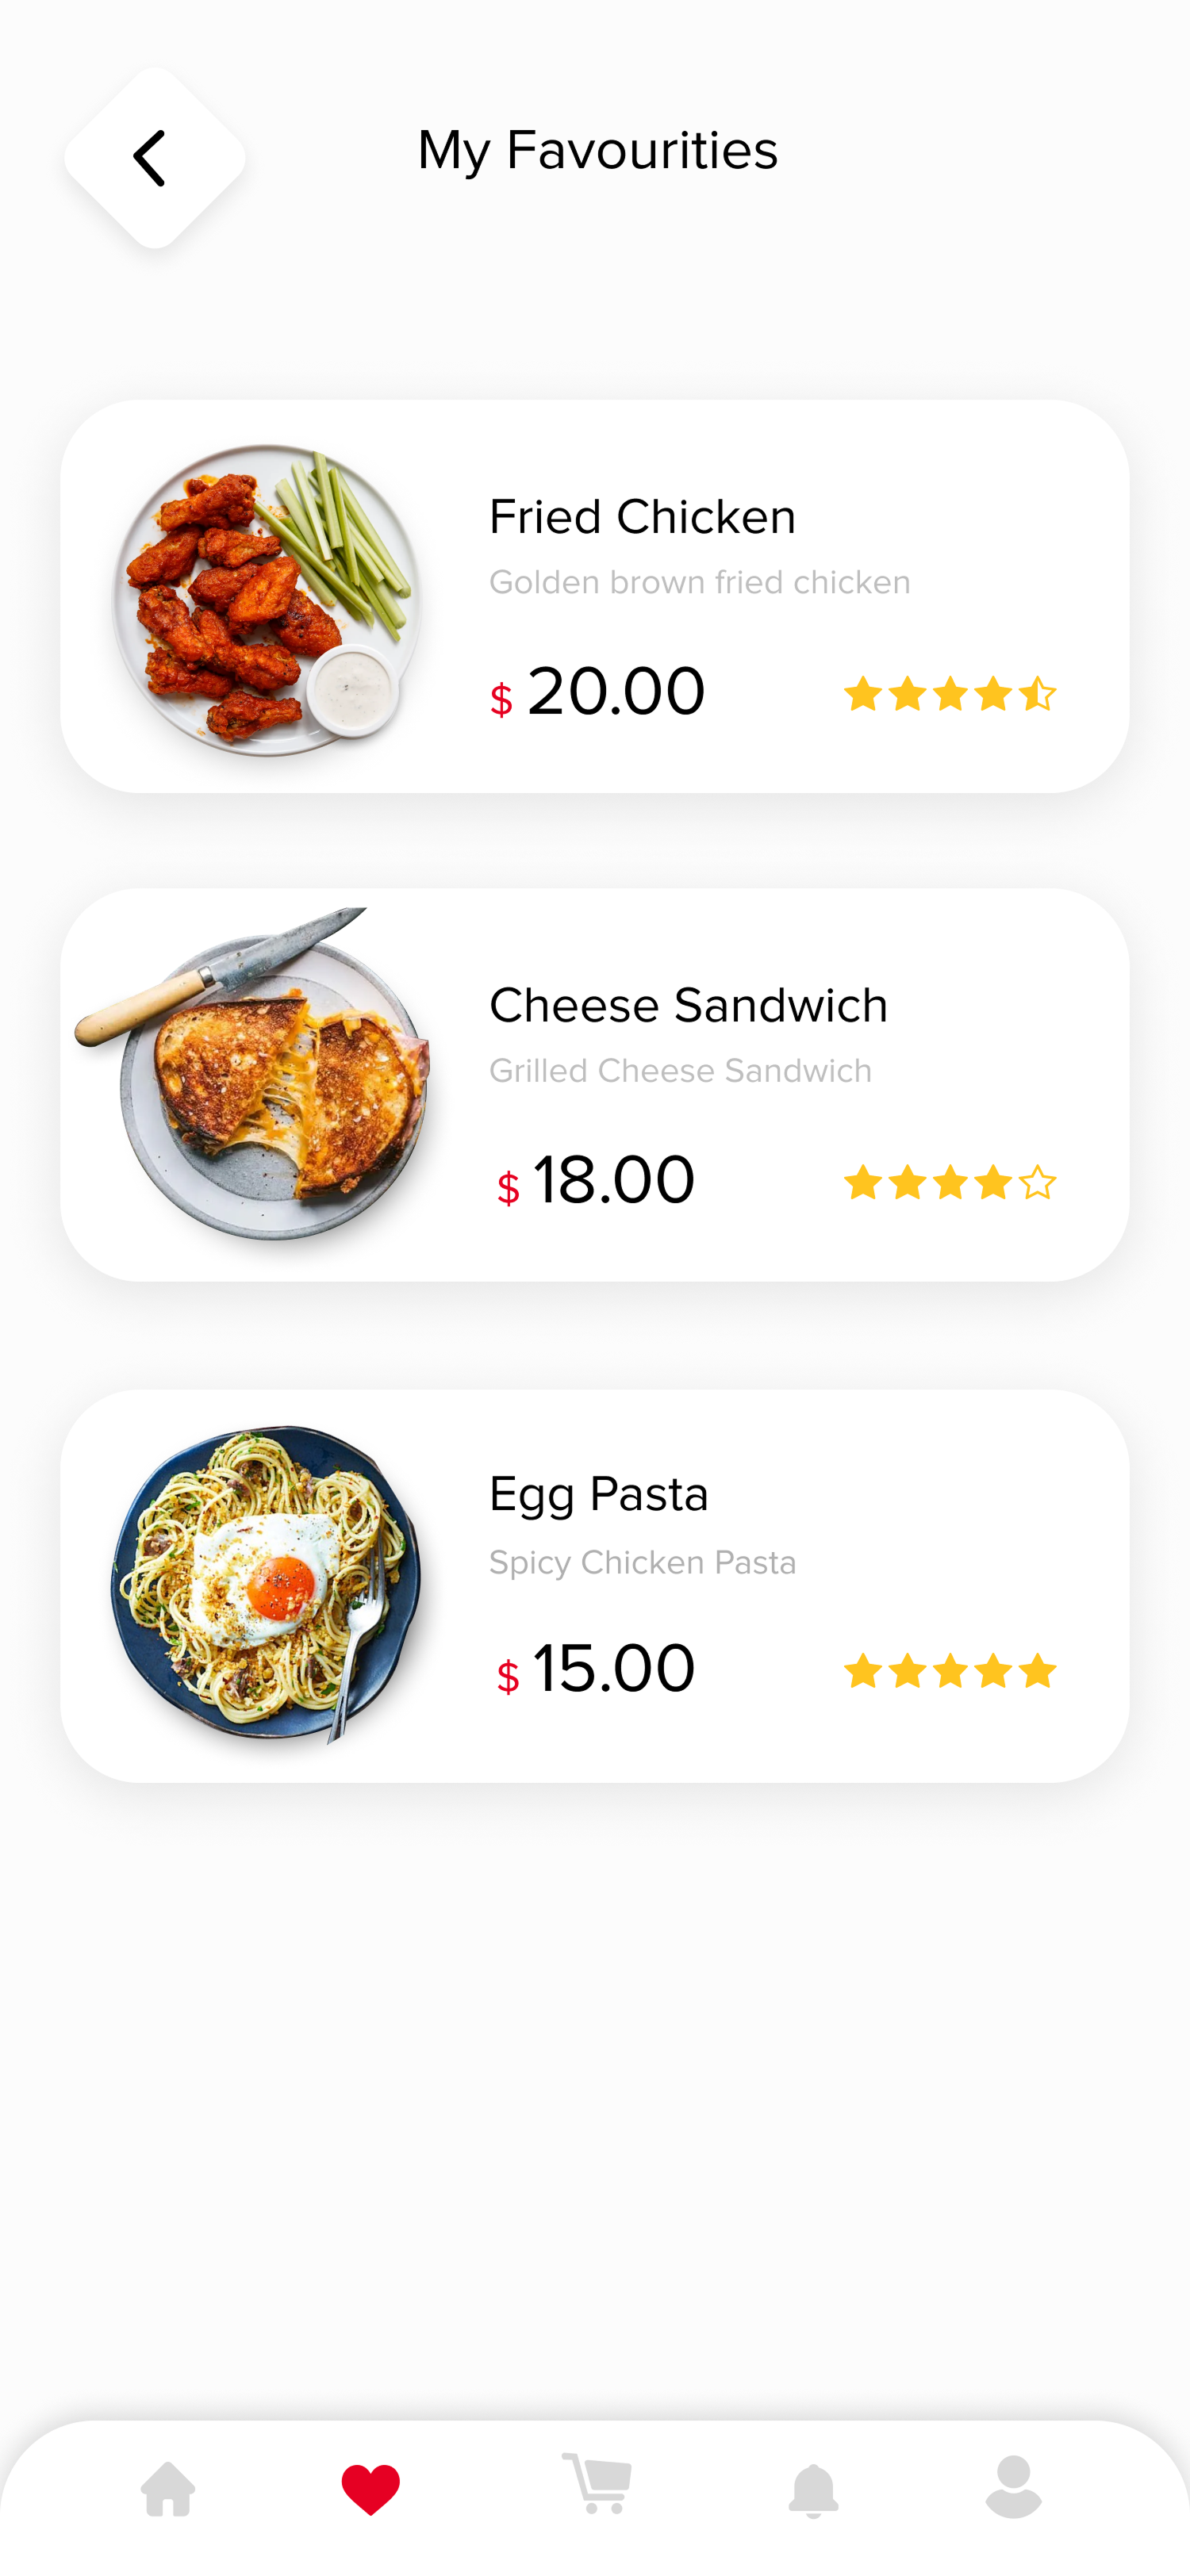 My Favourities
Fried Chicken
Golden brown fried chicken
$ 20.00
Cheese Sandwich
Grilled Cheese Sandwich
$ 18.00
Egg Pasta
Spicy Chicken Pasta
$ 15.00